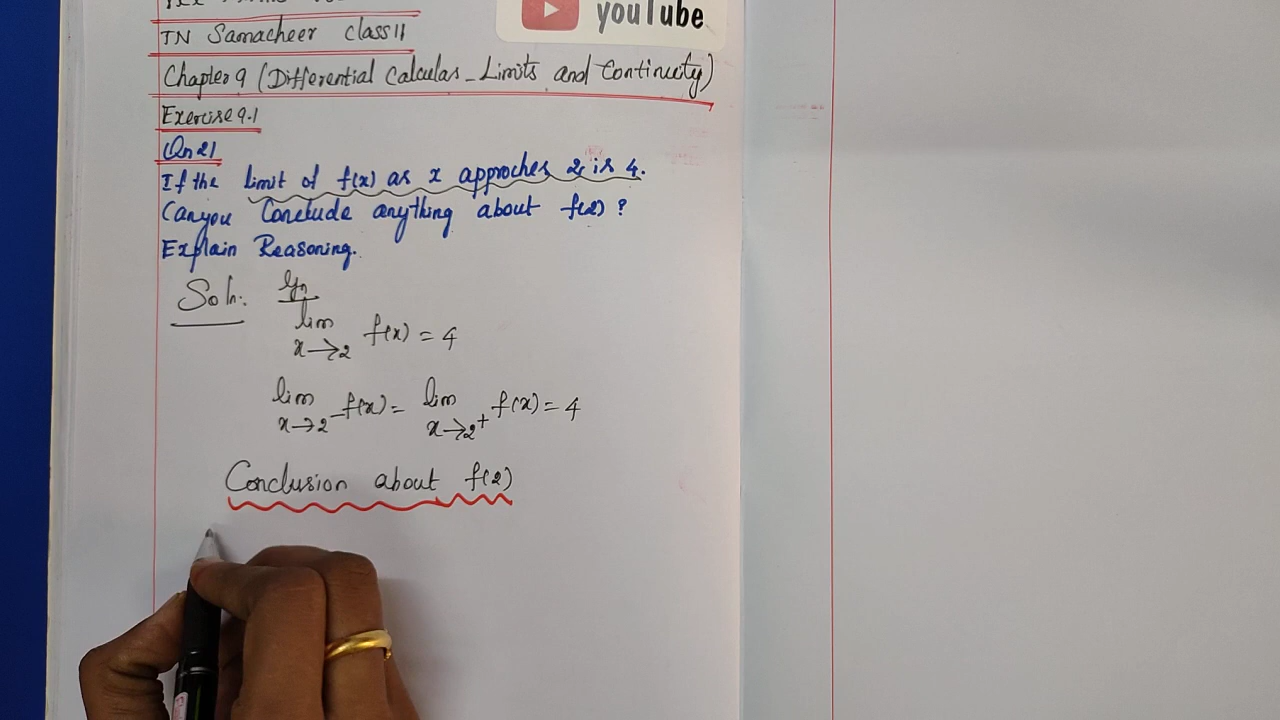 youTube
TN Samacheer Class 11
Chapter 9 (Differential Calculas - Limits and Continuity)
Exercise 9.1
Qn 21
If the limit of f(x) as x approches 2, is 4.
Can you Conclude anything about f(2) ?
Explain Reasoning.
Soln.
lim x→2 f(x) = 4
lim x→2⁻ f(x) = lim x→2⁺ f(x) = 4
Conclusion about f(2)